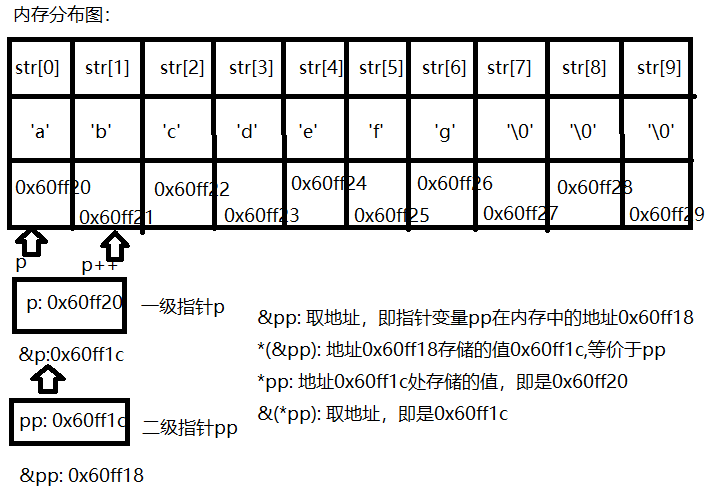 内存分布图：
str[0] str[1] str[2] str[3] str[4] str[5] str[6] str[7] str[8] str[9]
'a' 'b' 'c' 'd' 'e' 'f' 'g' '\0' '\0' '\0'
0x60ff20 0x60ff21 0x60ff22 0x60ff23 0x60ff24 0x60ff25 0x60ff26 0x60ff27 0x60ff28 0x60ff29
p p++
p: 0x60ff20 一级指针p
&p:0x60ff1c
pp: 0x60ff1c 二级指针pp
&pp: 0x60ff18
&pp: 取地址，即指针变量pp在内存中的地址0x60ff18
*(&pp): 地址0x60ff18存储的值0x60ff1c,等价于pp
*pp: 地址0x60ff1c处存储的值，即是0x60ff20
&(*pp): 取地址，即是0x60ff1c